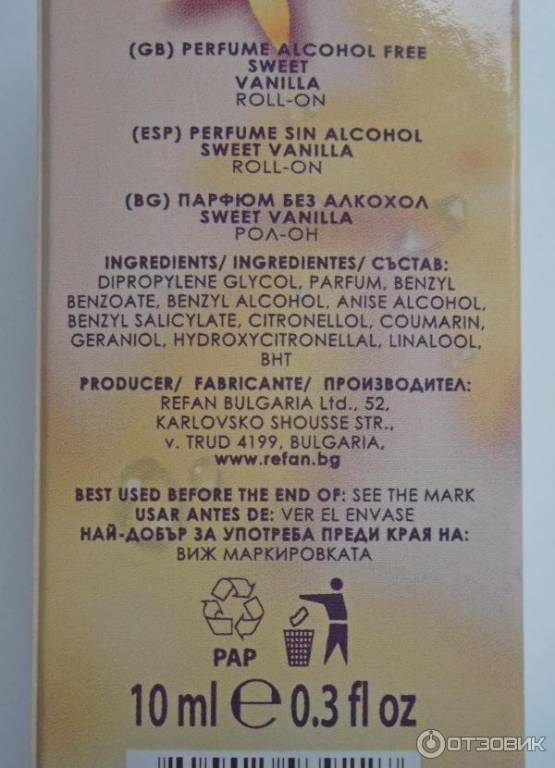 (GB) PERFUME ALCOHOL FREE
SWEET
VANILLA
ROLL-ON
(ESP) PERFUME SIN ALCOHOL
SWEET VANILLA
ROLL-ON
(BG) ПАРФЮМ БЕЗ АЛКОХОЛ
SWEET VANILLA
РОЛ-ОН
INGREDIENTS/ INGREDIENTES/ СЪСТАВ:
DIPROPYLENE GLYCOL, PARFUM, BENZYL
BENZOATE, BENZYL ALCOHOL, ANISE ALCOHOL,
BENZYL SALICYLATE, CITRONELLOL, COUMARIN,
GERANIOL, HYDROXYCITRONELLAL, LINALOOL,
BHT
PRODUCER/ FABRICANTE/ ПРОИЗВОДИТЕЛ:
REFAN BULGARIA Ltd., 52,
KARLOVSKO SHOUSSE STR.,
v. TRUD 4199, BULGARIA,
www.refan.bg
BEST USED BEFORE THE END OF: SEE THE MARK
USAR ANTES DE: VER EL ENVASE
НАЙ-ДОБЪР ЗА УПОТРЕБА ПРЕДИ КРАЯ НА:
ВИЖ МАРКИРОВКАТА
PAP
10 ml e 0.3 fl oz
ОТЗОВИК